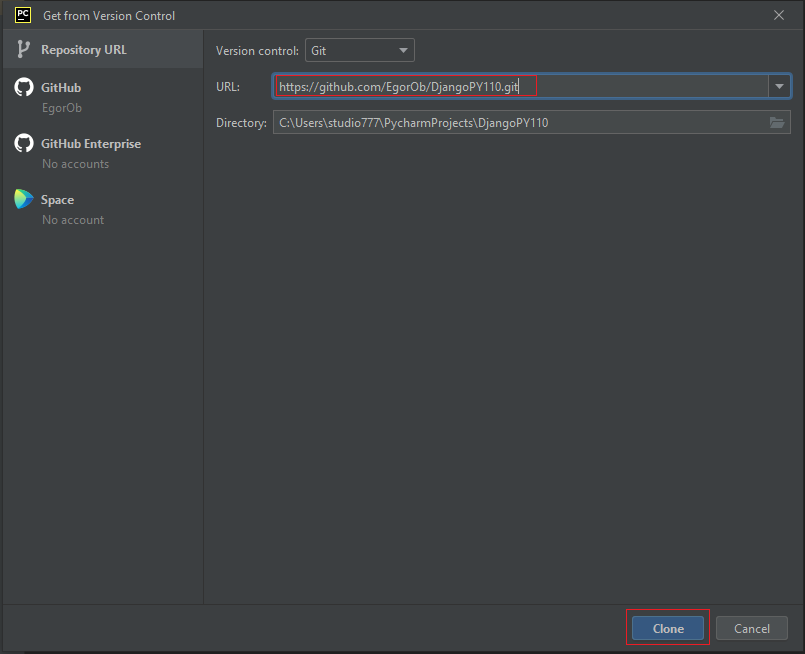 PC Get from Version Control
Repository URL
GitHub
EgorOb
GitHub Enterprise
No accounts
Space
No account
Version control: Git
URL: https://github.com/EgorOb/DjangoPY110.git
Directory: C:\Users\studio777\PycharmProjects\DjangoPY110
Clone Cancel